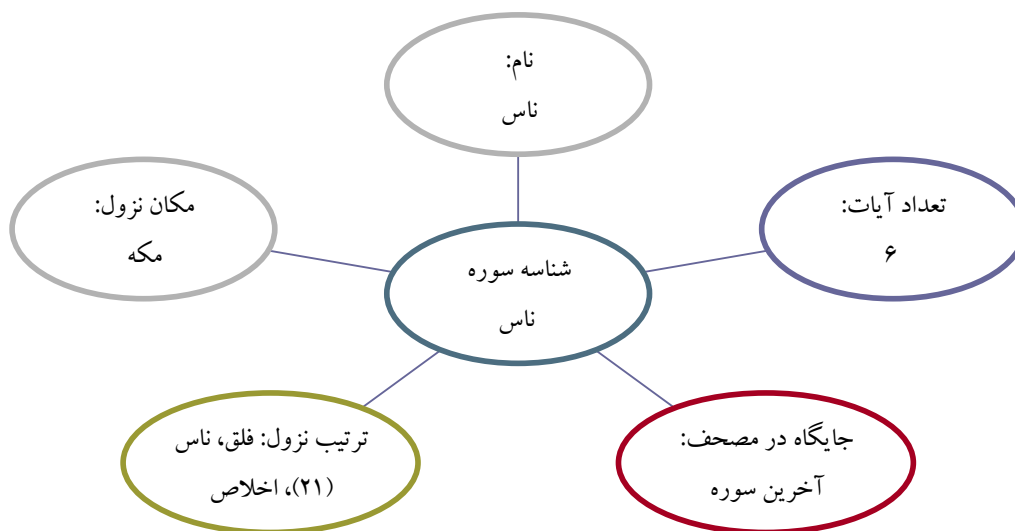 نام:
ناس
تعداد آیات:
۶
مکان نزول:
مکه
شناسه سوره
ناس
جایگاه در مصحف:
آخرین سوره
ترتیب نزول: فلق، ناس
(۲۱)، اخلاص